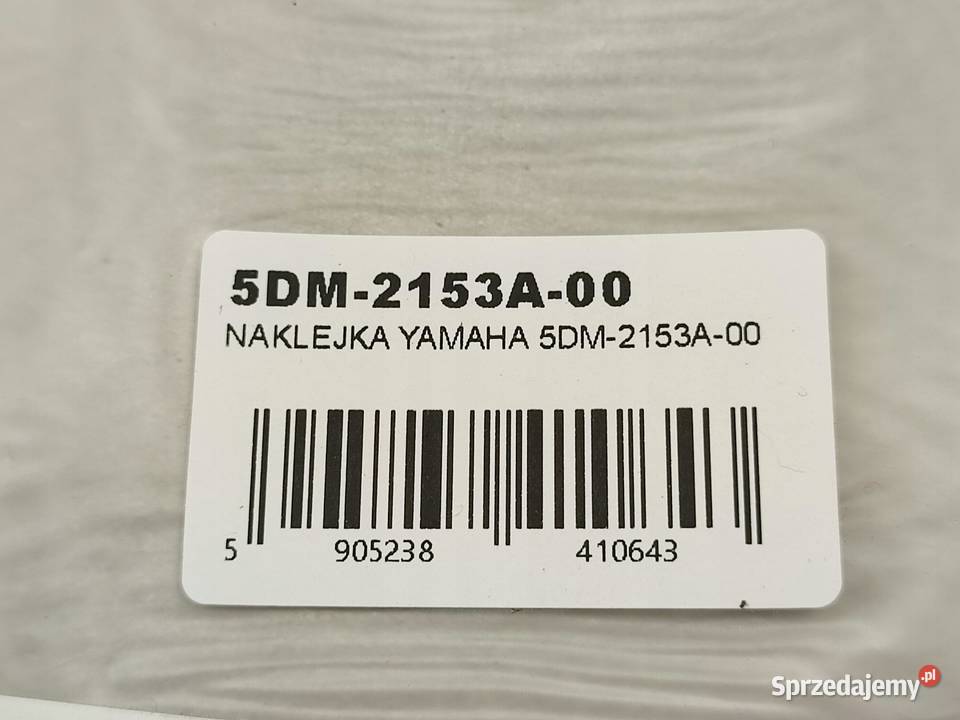 5DM-2153A-00
NAKLEJKA YAMAHA 5DM-2153A-00
5 905238 410643
Sprzedajemy.pl